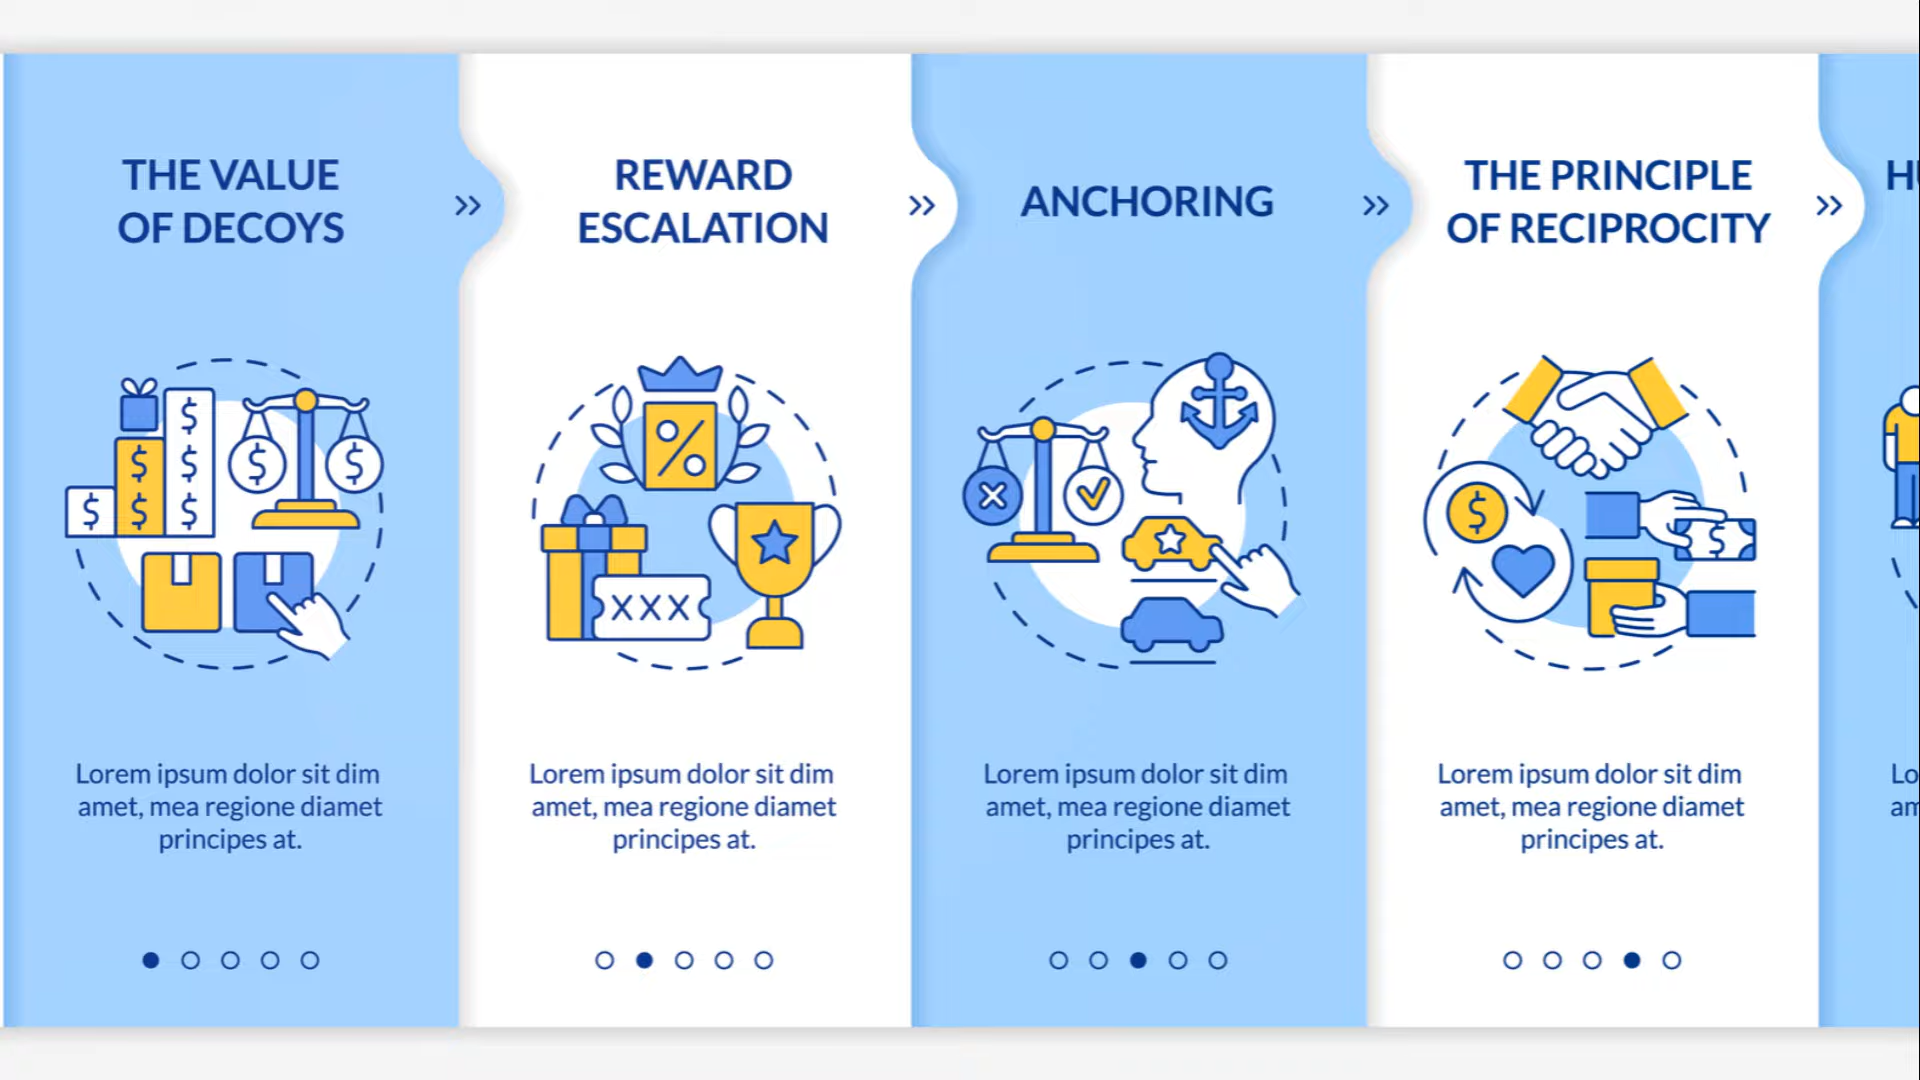 THE VALUE
OF DECOYS
$
$
$
$
$
$
$
$
Lorem ipsum dolor sit dim
amet, mea regione diamet
principes at.
REWARD
ESCALATION
%
XXX
Lorem ipsum dolor sit dim
amet, mea regione diamet
principes at.
ANCHORING
Lorem ipsum dolor sit dim
amet, mea regione diamet
principes at.
THE PRINCIPLE
OF RECIPROCITY
$
$
Lorem ipsum dolor sit dim
amet, mea regione diamet
principes at.